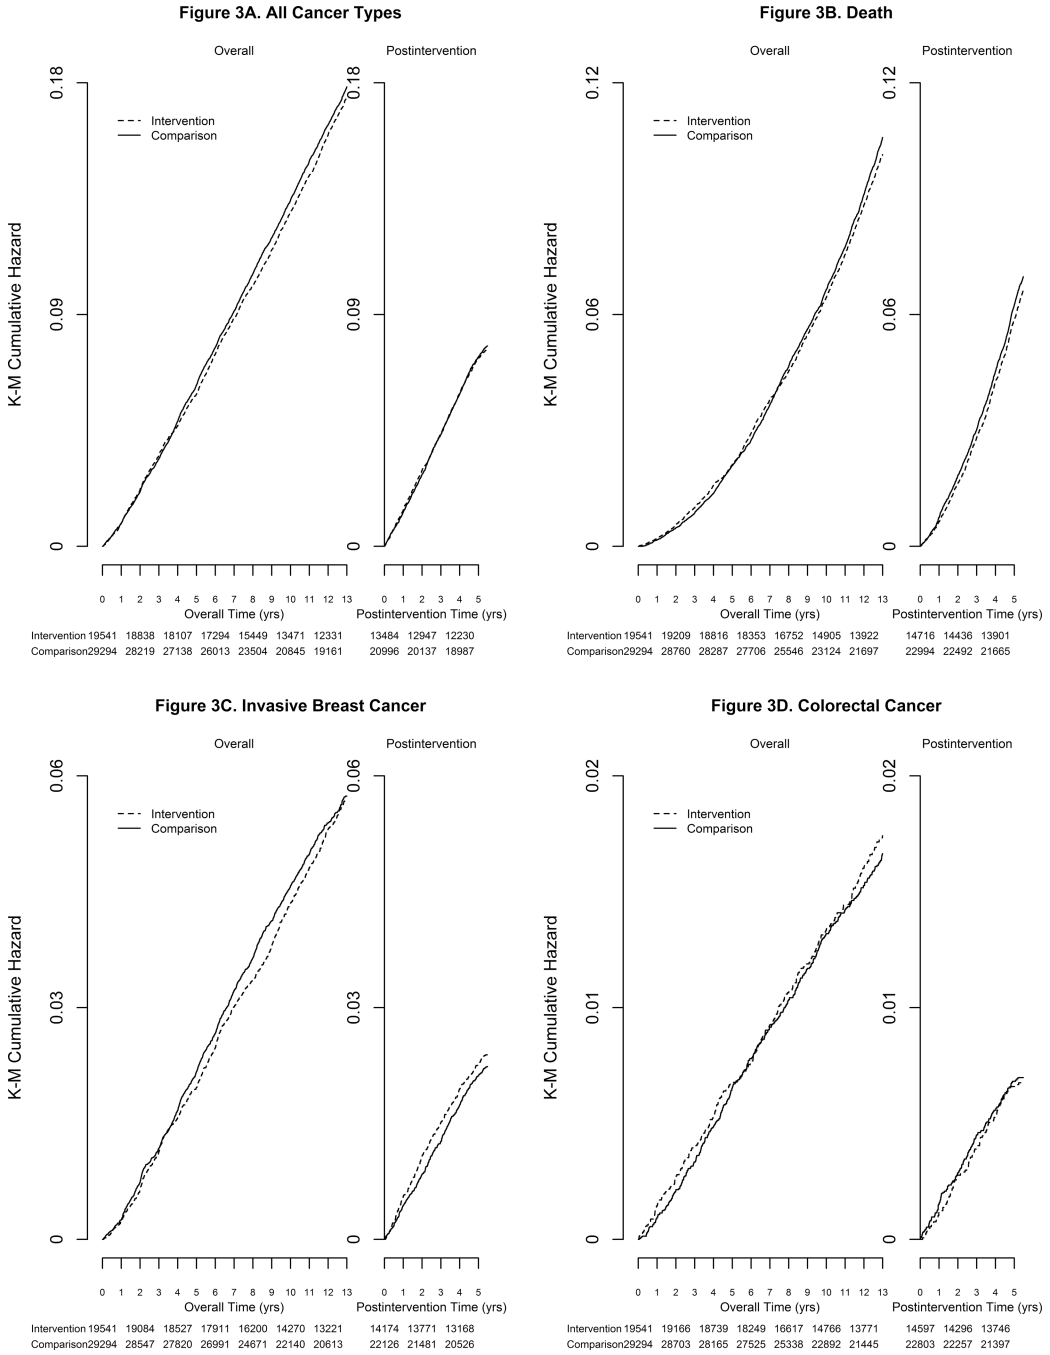 Figure 3A. All Cancer Types
Overall
Postintervention
0.18
0.09
0
K-M Cumulative Hazard
Intervention
Comparison
0.18
0.09
0
0 1 2 3 4 5 6 7 8 9 10 11 12 13
Overall Time (yrs)
0 1 2 3 4 5
Postintervention Time (yrs)
Intervention 19541 18838 18107 17294 15449 13471 12331 13484 12947 12230
Comparison 29294 28219 27138 26013 23504 20845 19161 20996 20137 18987
Figure 3B. Death
Overall
Postintervention
0.12
0.06
0
K-M Cumulative Hazard
Intervention
Comparison
0.12
0.06
0
0 1 2 3 4 5 6 7 8 9 10 11 12 13
Overall Time (yrs)
0 1 2 3 4 5
Postintervention Time (yrs)
Intervention 19541 19209 18816 18353 16752 14905 13922 14716 14436 13901
Comparison 29294 28760 28287 27706 25546 23124 21697 22994 22492 21665
Figure 3C. Invasive Breast Cancer
Overall
Postintervention
0.06
0.03
0
K-M Cumulative Hazard
Intervention
Comparison
0.06
0.03
0
0 1 2 3 4 5 6 7 8 9 10 11 12 13
Overall Time (yrs)
0 1 2 3 4 5
Postintervention Time (yrs)
Intervention 19541 19084 18527 17911 16200 14270 13221 14174 13771 13168
Comparison 29294 28547 27820 26991 24671 22140 20613 22126 21481 20526
Figure 3D. Colorectal Cancer
Overall
Postintervention
0.02
0.01
0
K-M Cumulative Hazard
Intervention
Comparison
0.02
0.01
0
0 1 2 3 4 5 6 7 8 9 10 11 12 13
Overall Time (yrs)
0 1 2 3 4 5
Postintervention Time (yrs)
Intervention 19541 19166 18739 18249 16617 14766 13771 14597 14296 13746
Comparison 29294 28703 28165 27525 25338 22892 21445 22803 22257 21397